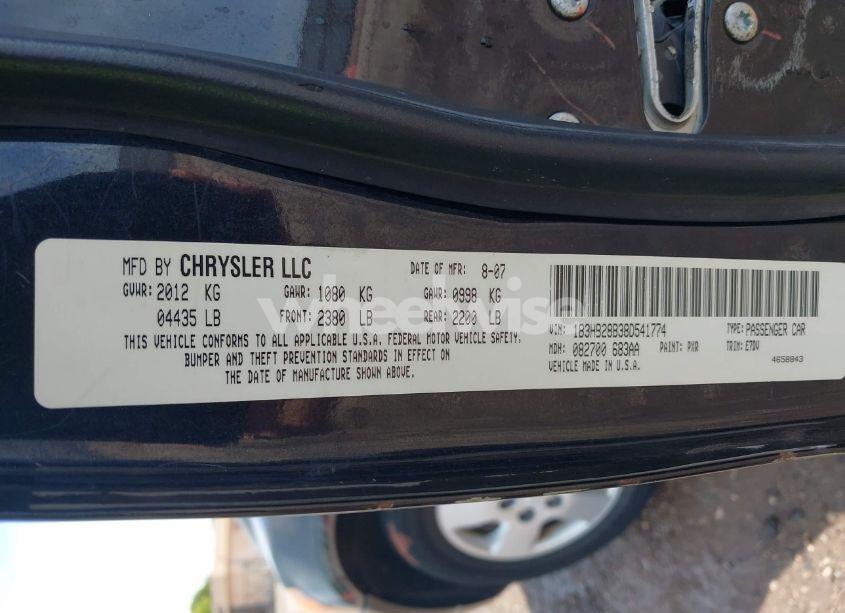 MFD BY CHRYSLER LLC DATE OF MFR: 8-07
GVWR: 2012 KG GAWR: 1080 KG GAWR: 0998 KG
04435 LB FRONT: 2380 LB REAR: 2200 LB
THIS VEHICLE CONFORMS TO ALL APPLICABLE U.S.A. FEDERAL MOTOR VEHICLE SAFETY,
BUMPER AND THEFT PREVENTION STANDARDS IN EFFECT ON
THE DATE OF MANUFACTURE SHOWN ABOVE.
VIN: 1B3HB28B38D541774 TYPE: PASSENGER CAR
MDH: 082700 683AA PAINT: PXR TRIM: E7DV
VEHICLE MADE IN U.S.A. 4658843
wheelwise